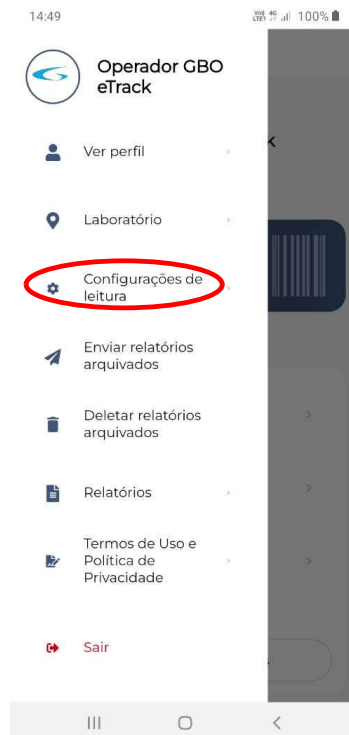 14:49
100%
Operador GBO
eTrack
Ver perfil
Laboratório
Configurações de
leitura
Enviar relatórios
arquivados
Deletar relatórios
arquivados
Relatórios
Termos de Uso e
Política de
Privacidade
Sair